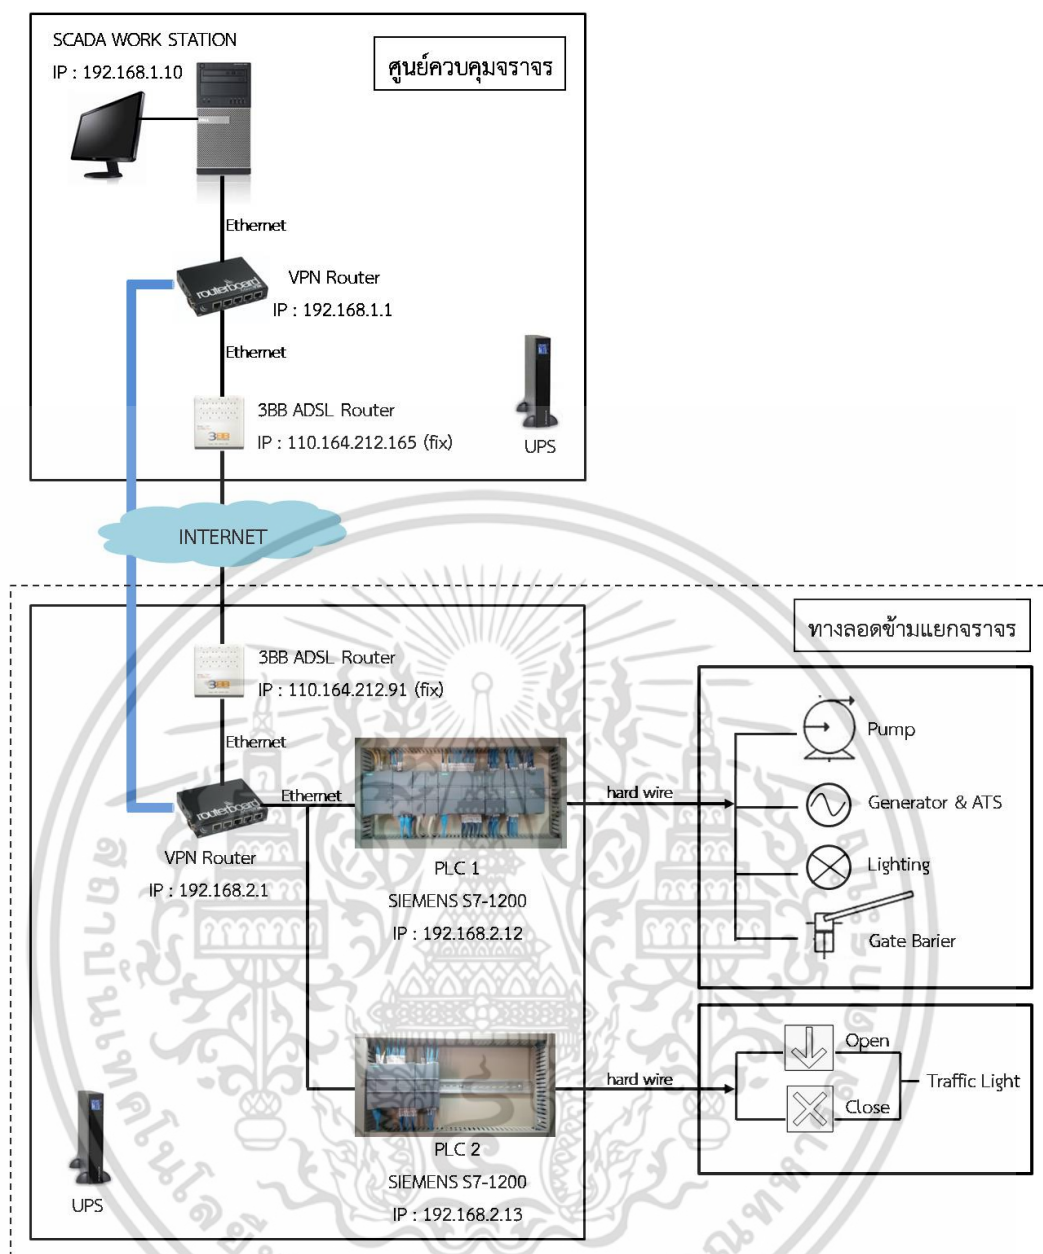 SCADA WORK STATION
IP : 192.168.1.10
ศูนย์ควบคุมจราจร
Ethernet
routerboard
VPN Router
IP : 192.168.1.1
Ethernet
3BB
3BB ADSL Router
IP : 110.164.212.165 (fix)
UPS
INTERNET
ทางลอดข้ามแยกจราจร
3BB
3BB ADSL Router
IP : 110.164.212.91 (fix)
Ethernet
routerboard
VPN Router
IP : 192.168.2.1
Ethernet
PLC 1
SIEMENS S7-1200
IP : 192.168.2.12
hard wire
Pump
Generator & ATS
Lighting
Gate Barier
PLC 2
SIEMENS S7-1200
IP : 192.168.2.13
hard wire
Open
Close
Traffic Light
UPS